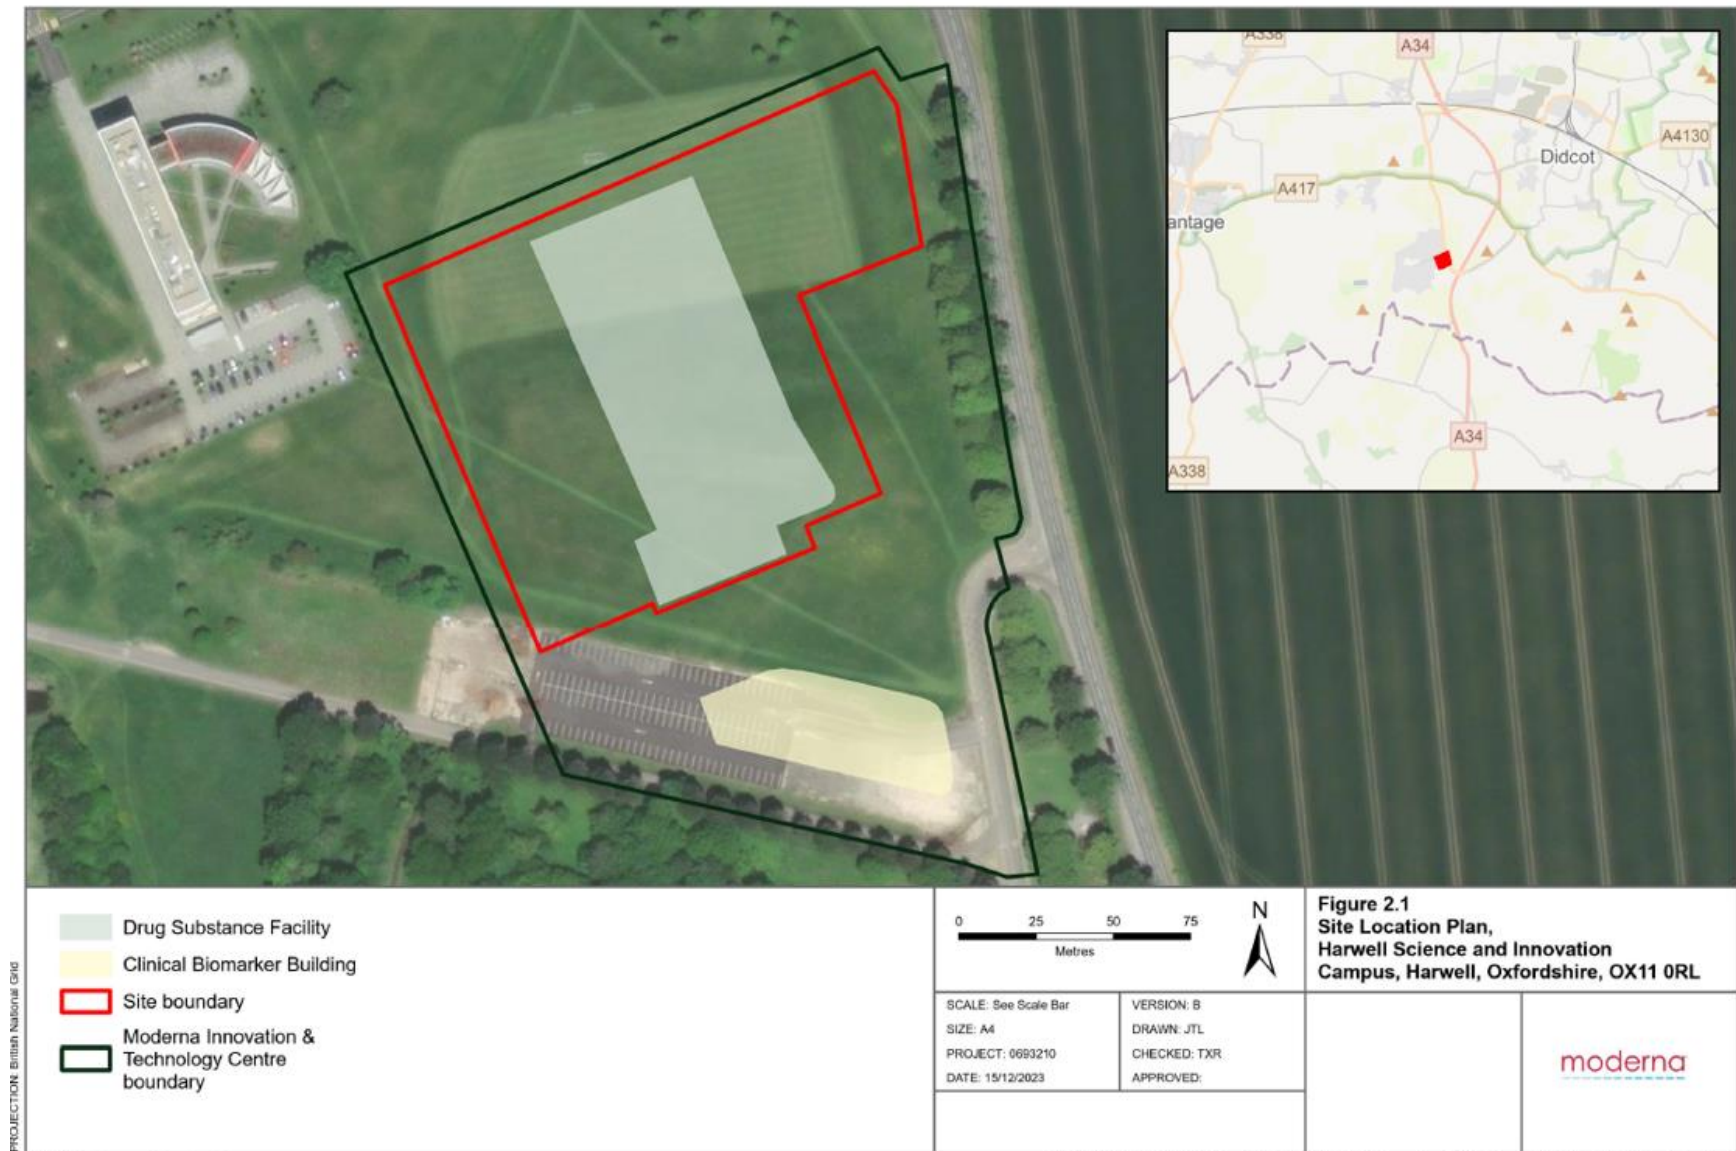 A338
A34
A4130
Didcot
A417
antage
A34
A338
PROJECTION: British National Grid
Drug Substance Facility
Clinical Biomarker Building
Site boundary
Moderna Innovation &
Technology Centre
boundary
0 25 50 75
Metres
N
SCALE: See Scale Bar
SIZE: A4
PROJECT: 0693210
DATE: 15/12/2023
VERSION: B
DRAWN: JTL
CHECKED: TXR
APPROVED:
Figure 2.1
Site Location Plan,
Harwell Science and Innovation
Campus, Harwell, Oxfordshire, OX11 0RL
moderna